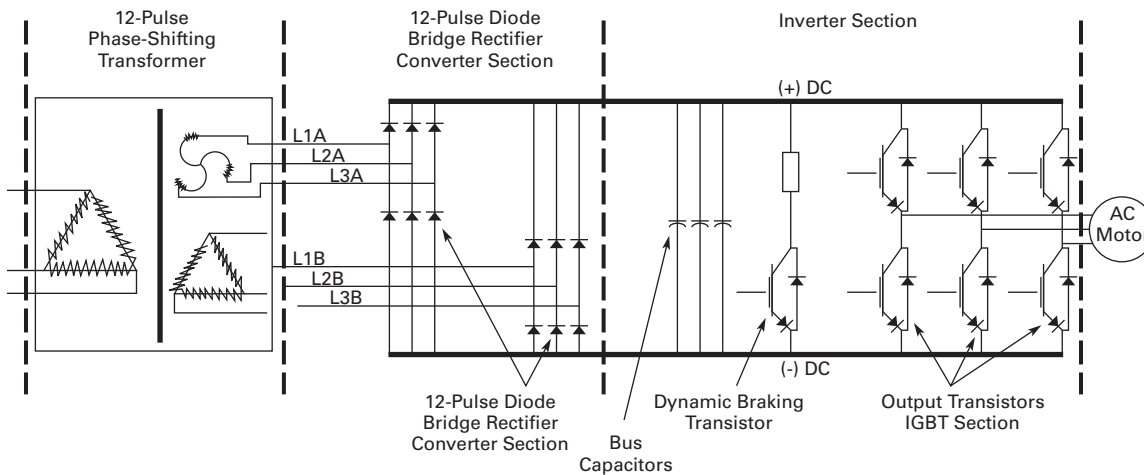 12-Pulse
Phase-Shifting
Transformer
12-Pulse Diode
Bridge Rectifier
Converter Section
Inverter Section
(+) DC
L1A
L2A
L3A
AC
Motor
L1B
L2B
L3B
(-) DC
12-Pulse Diode
Bridge Rectifier
Converter Section
Bus
Capacitors
Dynamic Braking
Transistor
Output Transistors
IGBT Section